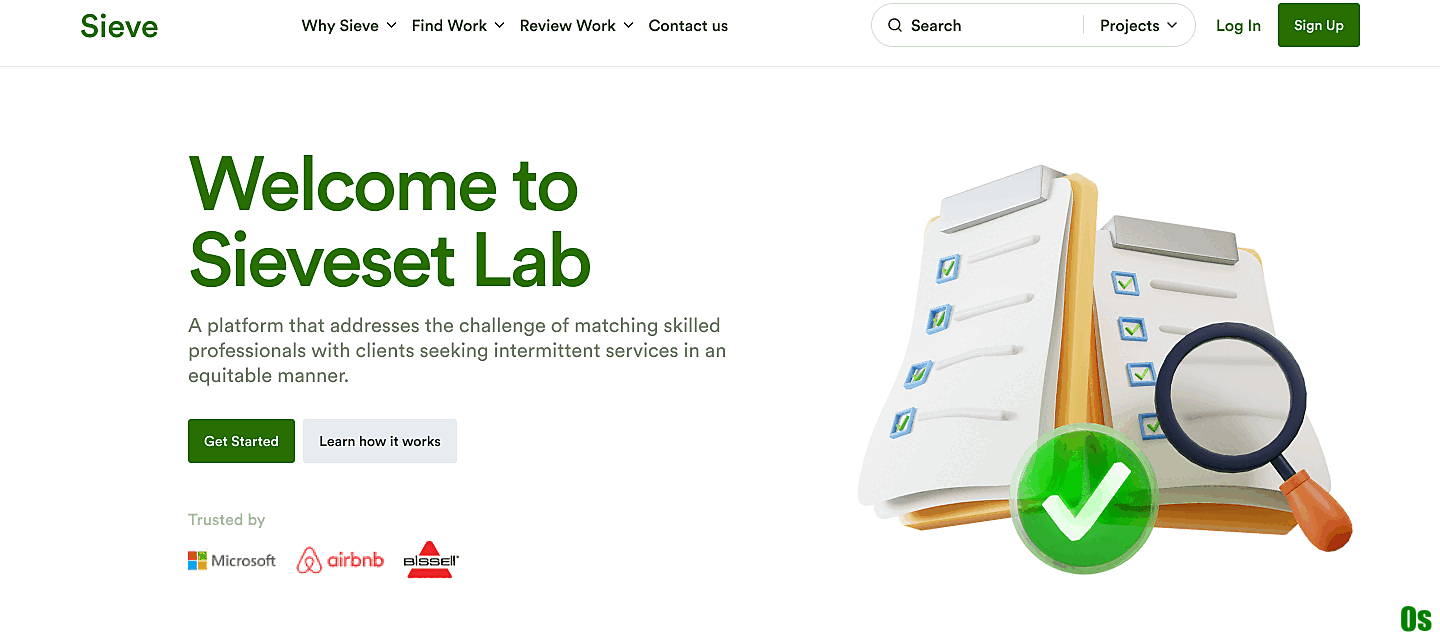 Sieve
Why Sieve
Find Work
Review Work
Contact us
Search
Projects
Log In
Sign Up
Welcome to
Sieveset Lab
A platform that addresses the challenge of matching skilled
professionals with clients seeking intermittent services in an
equitable manner.
Get Started
Learn how it works
Trusted by
Microsoft
airbnb
BISSELL
0s